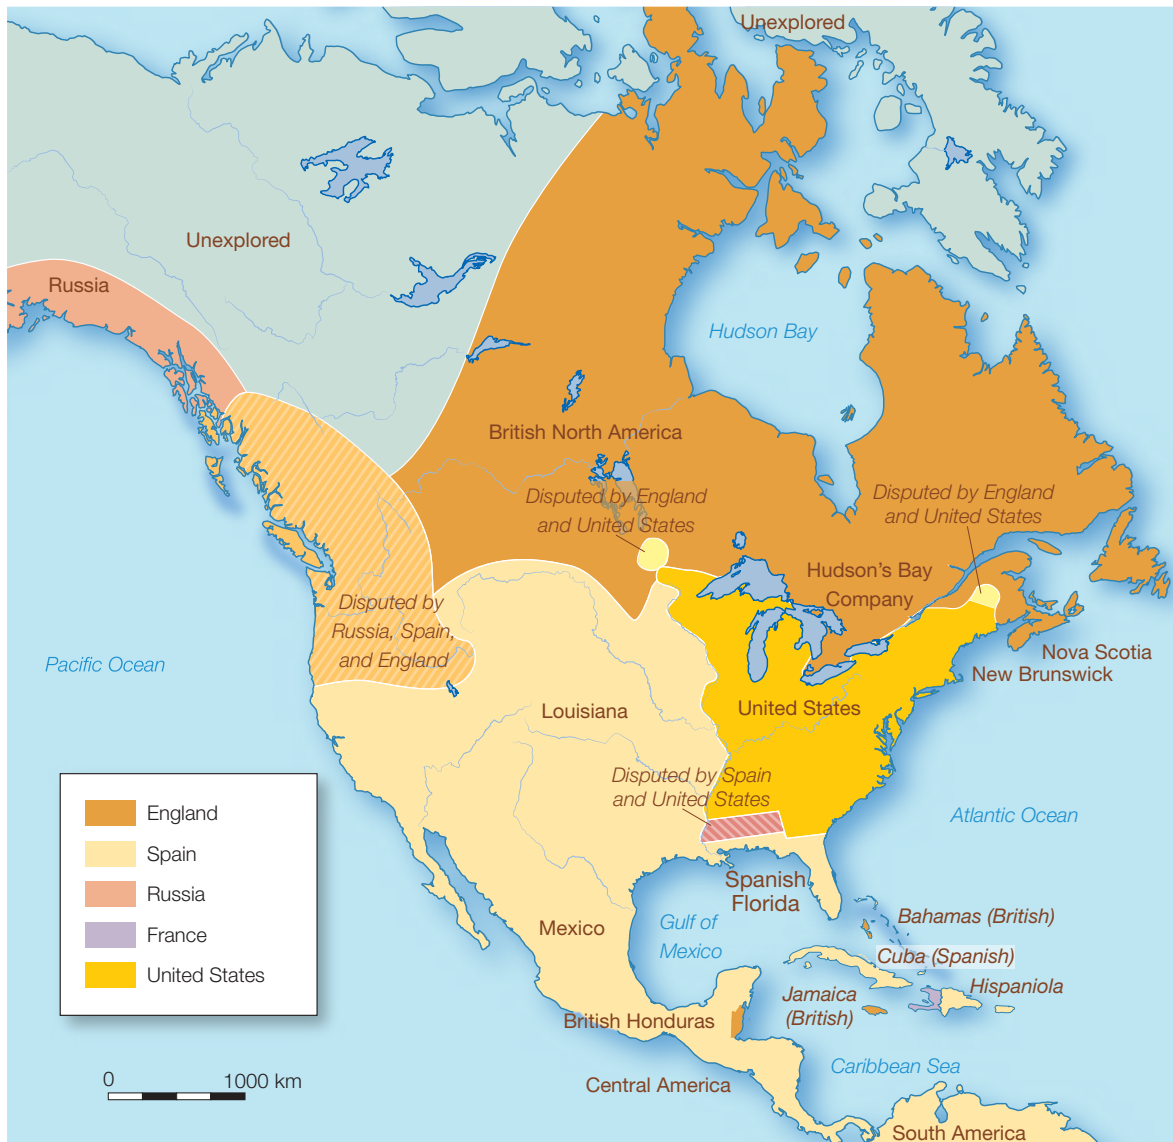 Unexplored
Unexplored
Russia
Hudson Bay
British North America
Disputed by England
and United States
Disputed by England
and United States
Hudson's Bay
Company
Disputed by
Russia, Spain,
and England
Nova Scotia
New Brunswick
Pacific Ocean
Louisiana
United States
Disputed by Spain
and United States
Atlantic Ocean
England
Spain
Russia
France
United States
Spanish
Florida
Gulf of
Mexico
Mexico
Bahamas (British)
Cuba (Spanish)
Hispaniola
Jamaica
(British)
British Honduras
Caribbean Sea
Central America
0
1000 km
South America